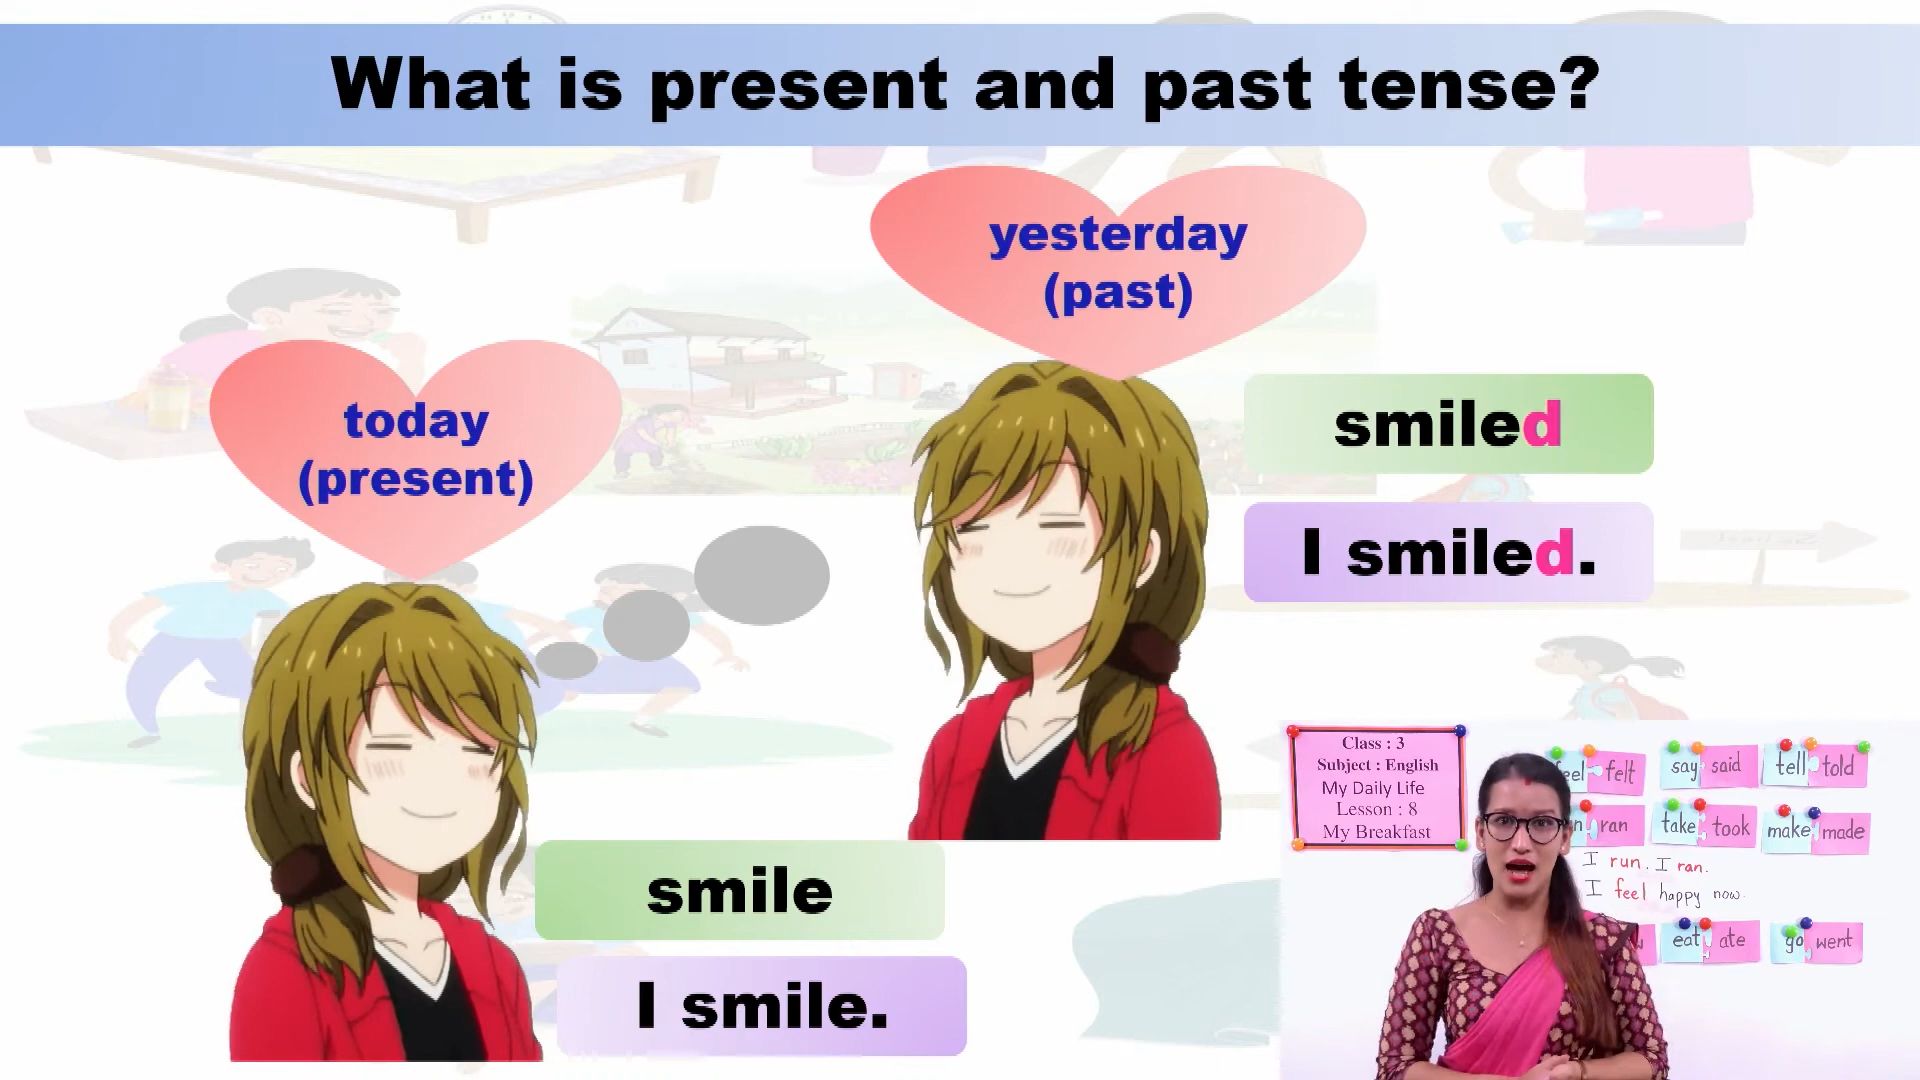 What is present and past tense?
yesterday
(past)
today
(present)
smiled
I smiled.
smile
I smile.
Class : 3
Subject : English
My Daily Life
Lesson : 8
My Breakfast
felt
say said
tell told
ran
take took
make made
I run. I ran.
I feel happy now.
eat ate
go went